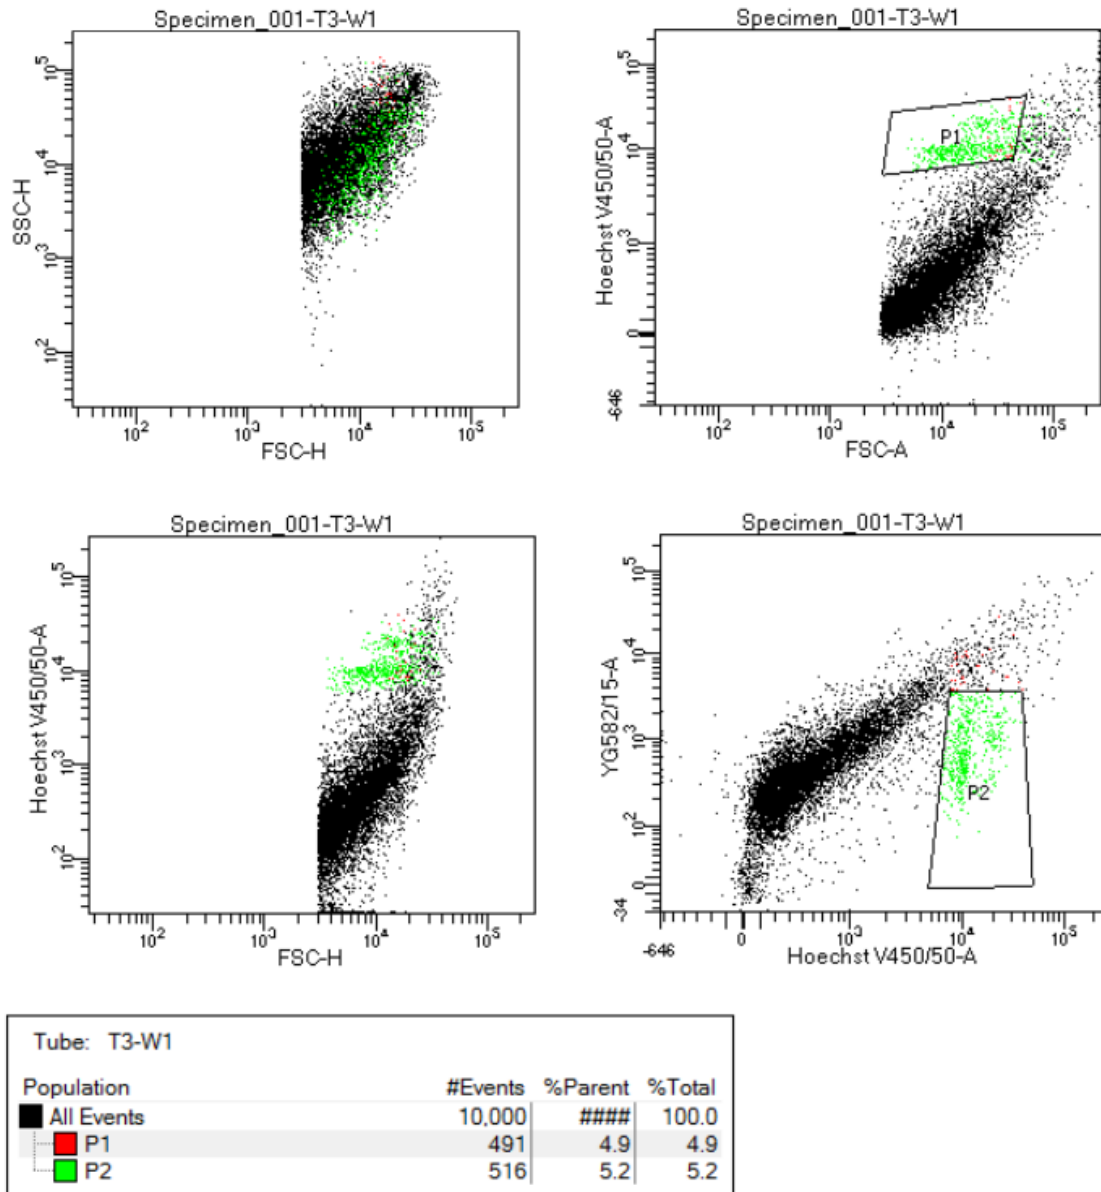 Specimen_001-T3-W1
SSC-H
10^5
10^4
10^3
10^2
10^2 10^3 10^4 10^5
FSC-H
Specimen_001-T3-W1
Hoechst V450/50-A
10^5
10^4
10^3
0
-646
P1
10^2 10^3 10^4 10^5
FSC-A
Specimen_001-T3-W1
Hoechst V450/50-A
10^5
10^4
10^3
10^2
10^2 10^3 10^4 10^5
FSC-H
Specimen_001-T3-W1
YG582/15-A
10^5
10^4
10^3
10^2
0
-34
P2
-646 0 10^3 10^4 10^5
Hoechst V450/50-A
Tube: T3-W1
Population #Events %Parent %Total
All Events 10,000 #### 100.0
P1 491 4.9 4.9
P2 516 5.2 5.2